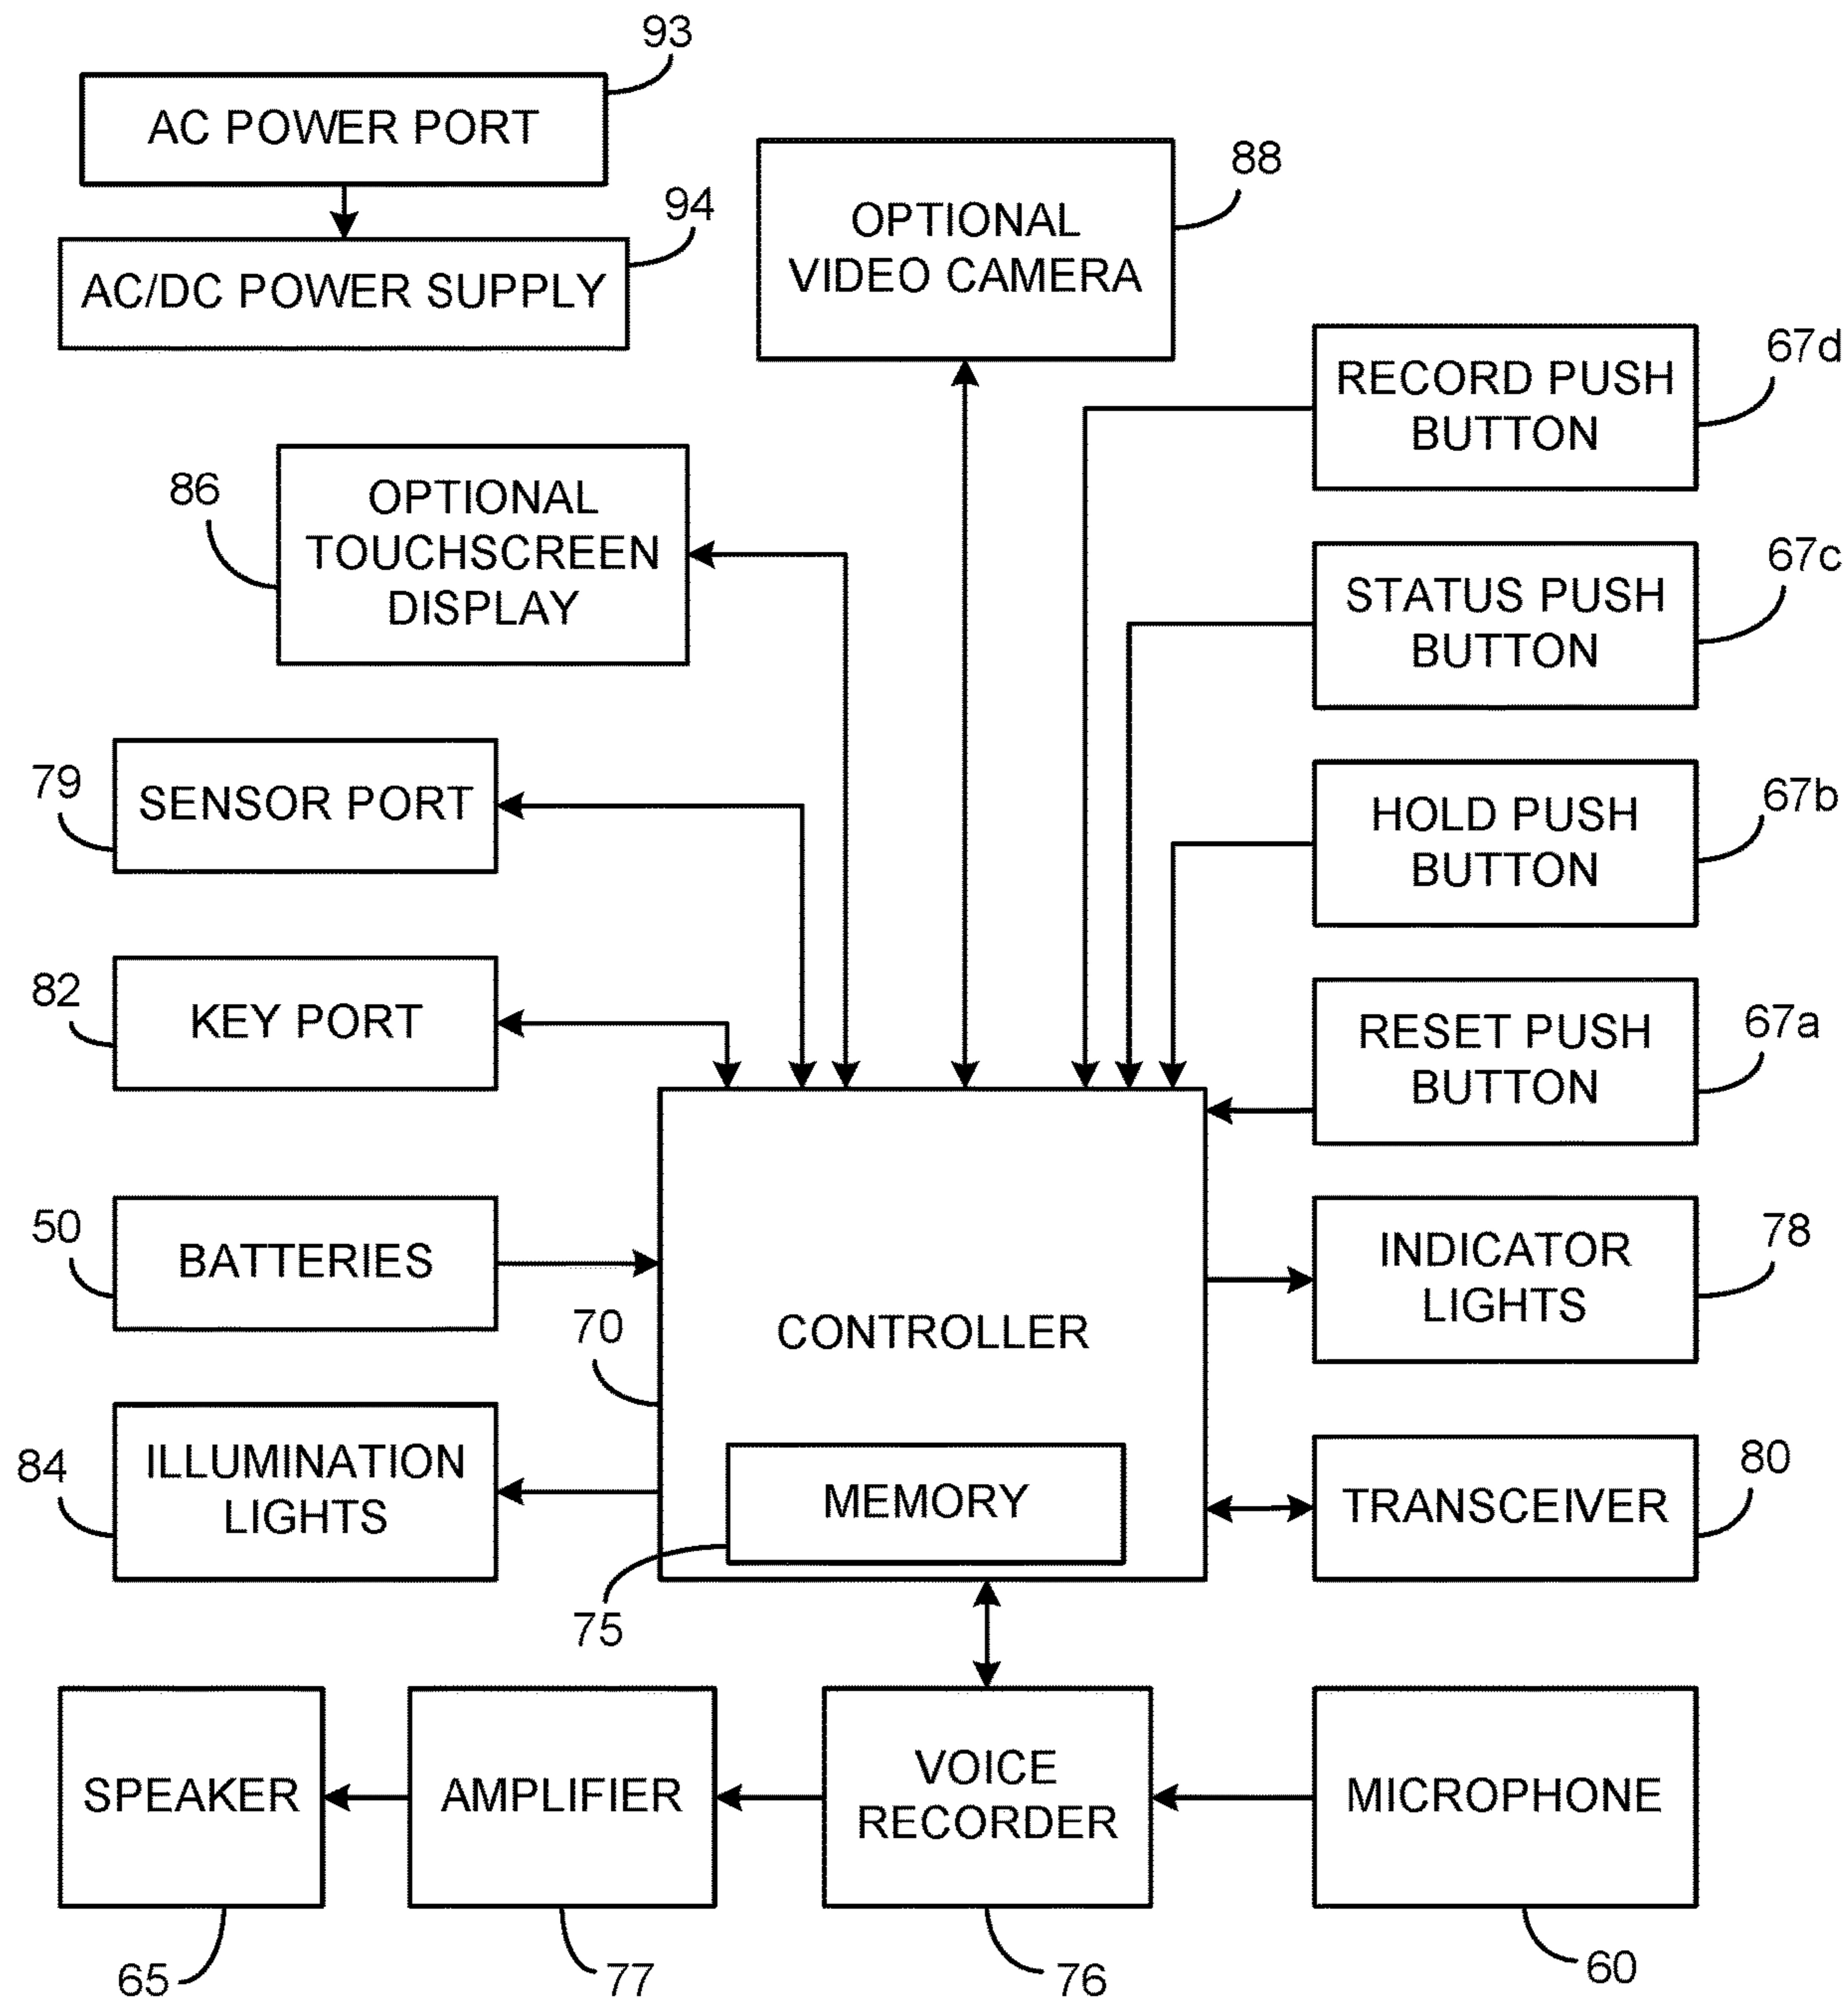 93
AC POWER PORT
94
AC/DC POWER SUPPLY
88
OPTIONAL
VIDEO CAMERA
67d
RECORD PUSH
BUTTON
86
OPTIONAL
TOUCHSCREEN
DISPLAY
67c
STATUS PUSH
BUTTON
79
SENSOR PORT
67b
HOLD PUSH
BUTTON
82
KEY PORT
67a
RESET PUSH
BUTTON
50
BATTERIES
70
CONTROLLER
78
INDICATOR
LIGHTS
84
ILLUMINATION
LIGHTS
MEMORY
75
80
TRANSCEIVER
SPEAKER
AMPLIFIER
VOICE
RECORDER
MICROPHONE
65
77
76
60